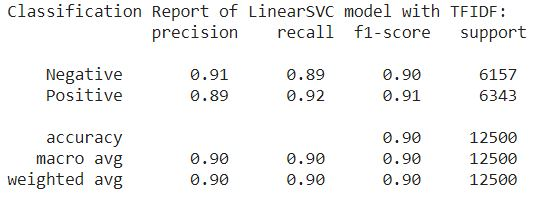 Classification Report of LinearSVC model with TFIDF:
precision recall f1-score support
Negative 0.91 0.89 0.90 6157
Positive 0.89 0.92 0.91 6343
accuracy 0.90 12500
macro avg 0.90 0.90 0.90 12500
weighted avg 0.90 0.90 0.90 12500